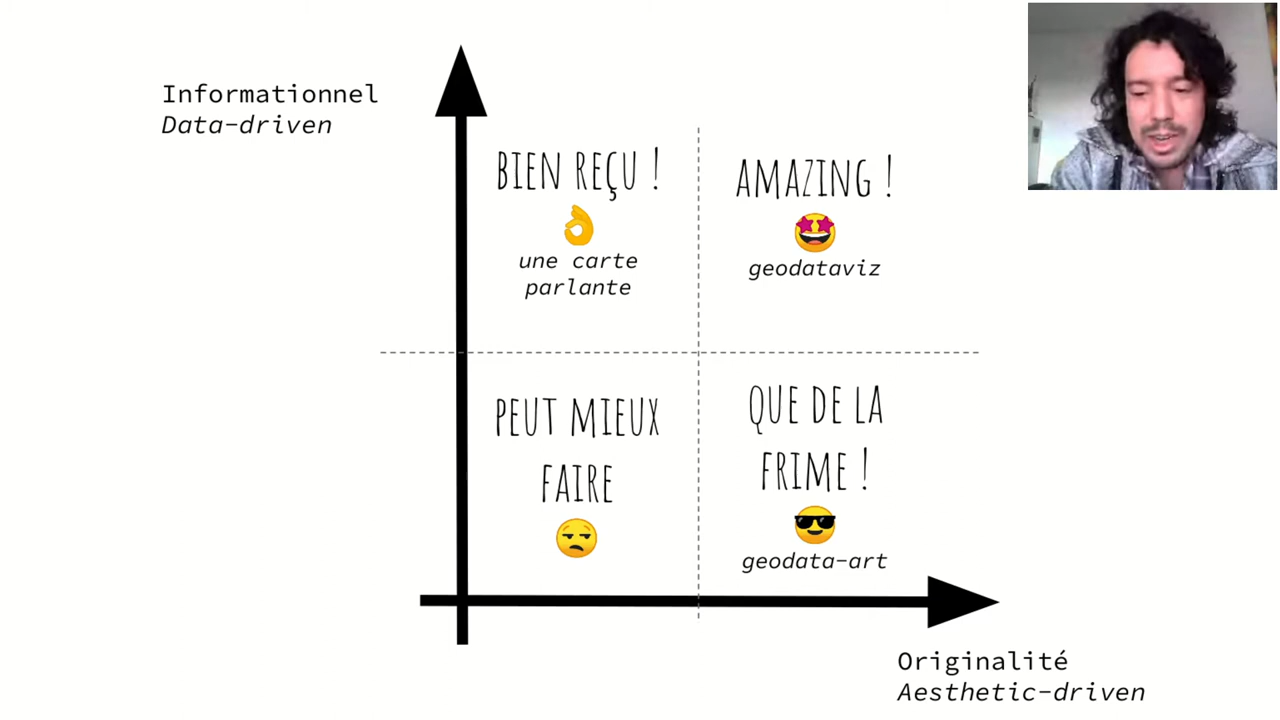 Informationnel
Data-driven
BIEN REÇU !
une carte
parlante
AMAZING !
geodataviz
PEUT MIEUX
FAIRE
QUE DE LA
FRIME !
geodata-art
Originalité
Aesthetic-driven